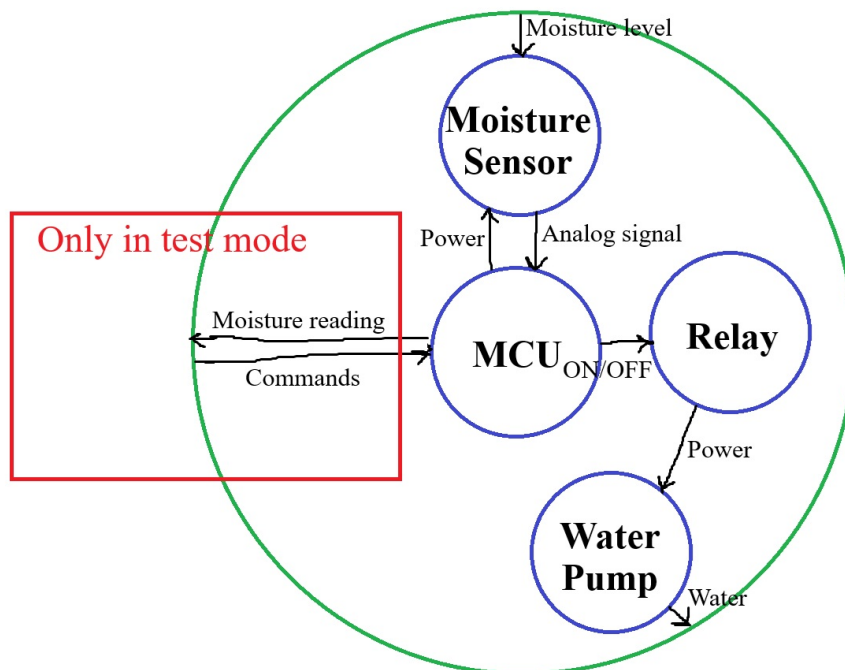 Moisture level
Moisture
Sensor
Only in test mode
Power
Analog signal
Moisture reading
Commands
MCU
ON/OFF
Relay
Power
Water
Pump
Water